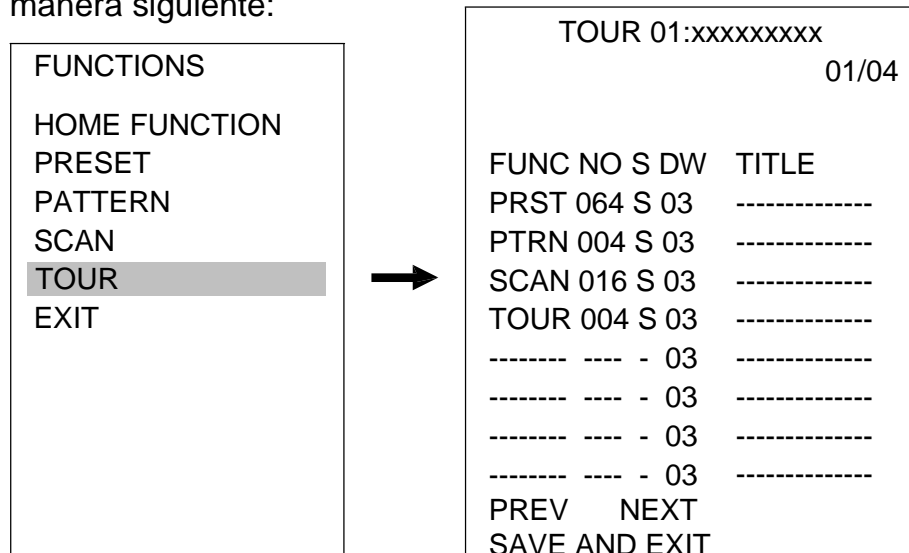 manera siguiente:
FUNCTIONS
HOME FUNCTION
PRESET
PATTERN
SCAN
TOUR
EXIT
TOUR 01:xxxxxxxxx
01/04
FUNC NO S DW TITLE
PRST 064 S 03 --------------
PTRN 004 S 03 --------------
SCAN 016 S 03 --------------
TOUR 004 S 03 --------------
-------- ---- - 03 --------------
-------- ---- - 03 --------------
-------- ---- - 03 --------------
-------- ---- - 03 --------------
PREV NEXT
SAVE AND EXIT